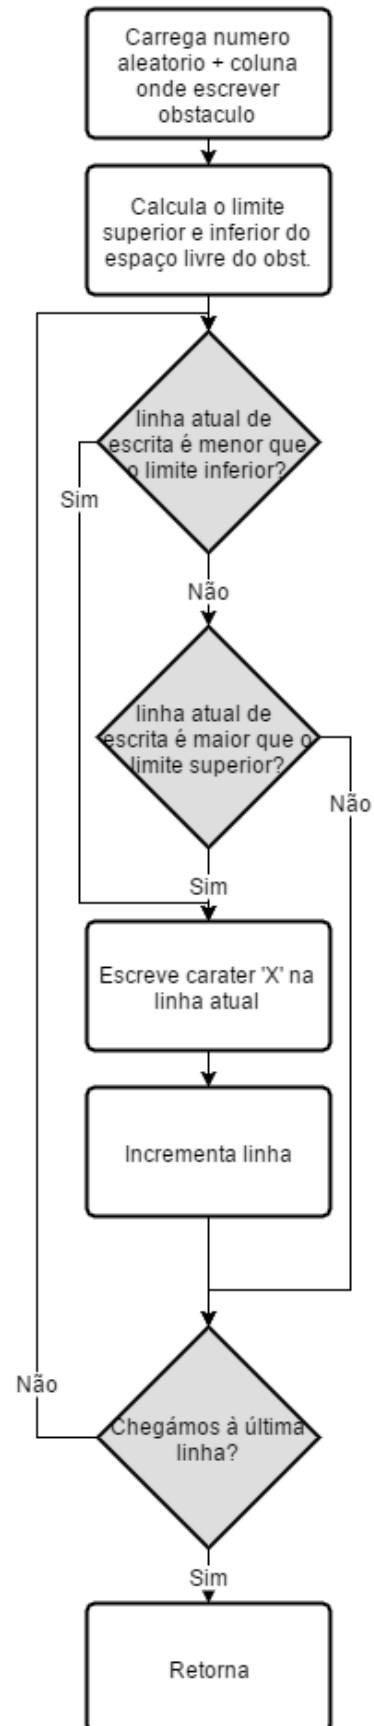 Carrega numero
aleatorio + coluna
onde escrever
obstaculo
Calcula o limite
superior e inferior do
espaço livre do obst.
linha atual de
escrita é menor que
o limite inferior?
Sim
Não
linha atual de
escrita é maior que o
limite superior?
Não
Sim
Escreve carater 'X' na
linha atual
Incrementa linha
Não
Chegámos à última
linha?
Sim
Retorna